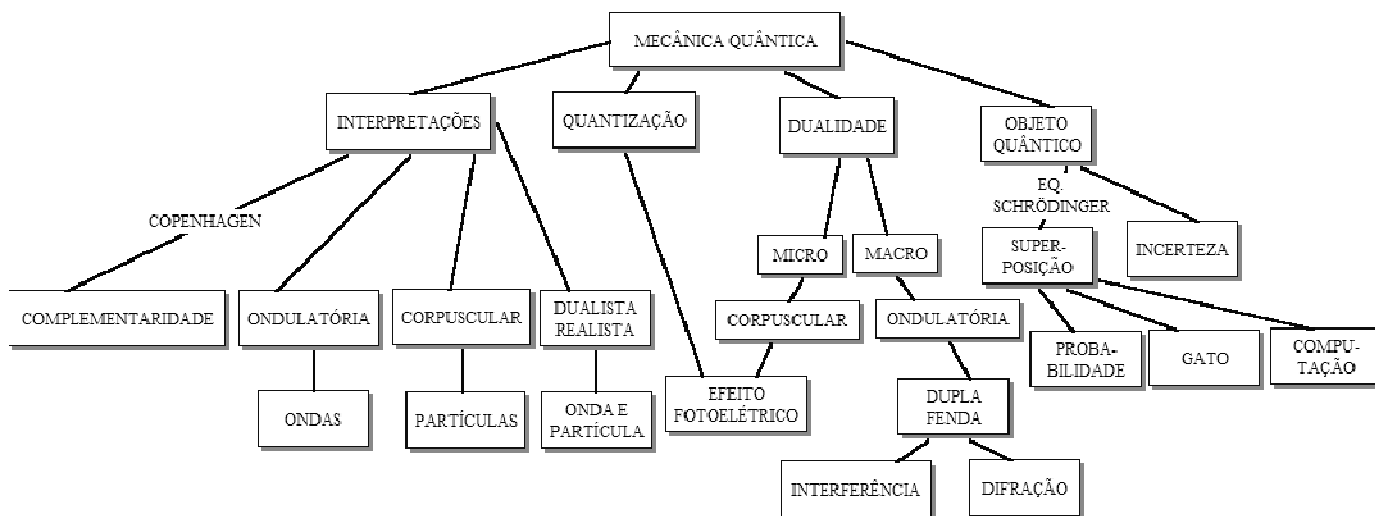 MECÂNICA QUÂNTICA
INTERPRETAÇÕES
QUANTIZAÇÃO
DUALIDADE
OBJETO
QUÂNTICO
COPENHAGEN
EQ.
SCHRÖDINGER
MICRO
MACRO
SUPER-
POSIÇÃO
INCERTEZA
COMPLEMENTARIDADE
ONDULATÓRIA
CORPUSCULAR
DUALISTA
REALISTA
CORPUSCULAR
ONDULATÓRIA
PROBA-
BILIDADE
GATO
COMPU-
TAÇÃO
ONDAS
PARTÍCULAS
ONDA E
PARTÍCULA
EFEITO
FOTOELÉTRICO
DUPLA
FENDA
INTERFERÊNCIA
DIFRAÇÃO